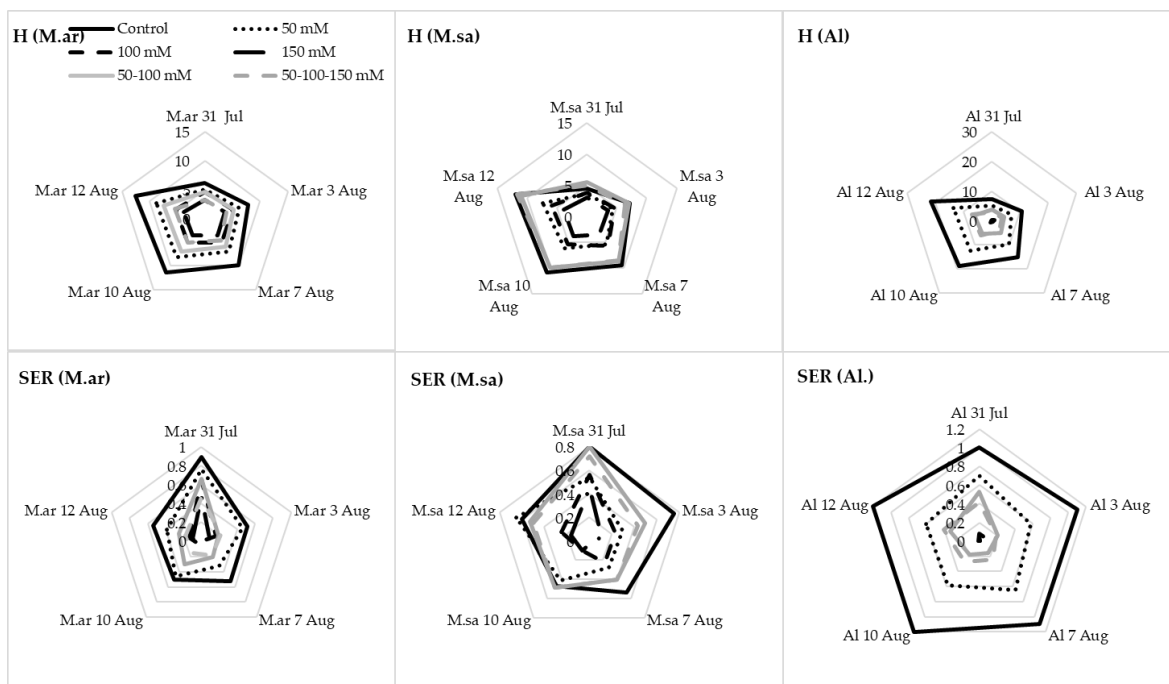 H (M.ar)
Control
50 mM
100 mM
150 mM
50-100 mM
50-100-150 mM
M.ar 31 Jul
15
10
5
0
M.ar 3 Aug
M.ar 7 Aug
M.ar 10 Aug
M.ar 12 Aug
H (M.sa)
M.sa 31 Jul
15
10
5
0
M.sa 3
Aug
M.sa 7
Aug
M.sa 10
Aug
M.sa 12
Aug
H (Al)
Al 31 Jul
30
20
10
0
Al 3 Aug
Al 7 Aug
Al 10 Aug
Al 12 Aug
SER (M.ar)
M.ar 31 Jul
1
0.8
0.6
0.4
0.2
0
M.ar 3 Aug
M.ar 7 Aug
M.ar 10 Aug
M.ar 12 Aug
SER (M.sa)
M.sa 31 Jul
0.8
0.6
0.4
0.2
0
M.sa 3 Aug
M.sa 7 Aug
M.sa 10 Aug
M.sa 12 Aug
SER (Al.)
Al 31 Jul
1.2
1
0.8
0.6
0.4
0.2
0
Al 3 Aug
Al 7 Aug
Al 10 Aug
Al 12 Aug